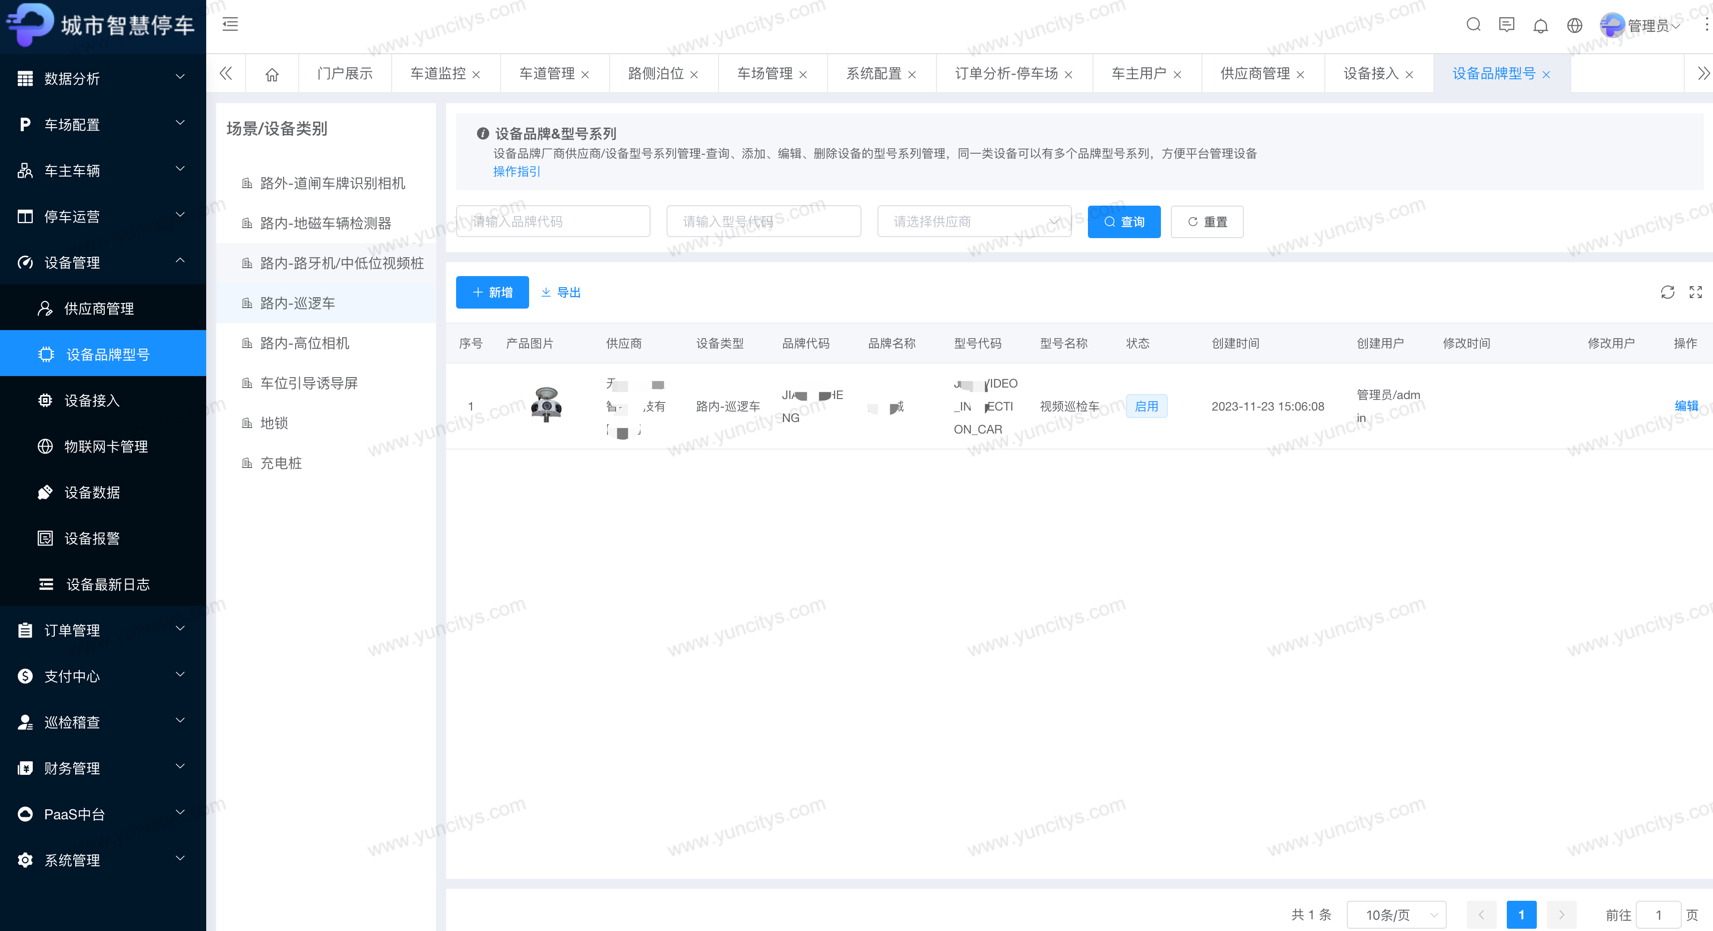 城市智慧停车
管理员
门户展示
车道监控
车道管理
路侧泊位
车场管理
系统配置
订单分析-停车场
车主用户
供应商管理
设备接入
设备品牌型号
数据分析
车场配置
车主车辆
停车运营
设备管理
供应商管理
设备品牌型号
设备接入
物联网卡管理
设备数据
设备报警
设备最新日志
订单管理
支付中心
巡检稽查
财务管理
PaaS中台
系统管理
场景/设备类别
路外-道闸车牌识别相机
路内-地磁车辆检测器
路内-路牙机/中低位视频桩
路内-巡逻车
路内-高位相机
车位引导诱导屏
地锁
充电桩
设备品牌&型号系列
设备品牌厂商供应商/设备型号系列管理-查询、添加、编辑、删除设备的型号系列管理，同一类设备可以有多个品牌型号系列，方便平台管理设备
操作指引
请输入品牌代码
请输入型号代码
请选择供应商
查询
重置
新增
导出
序号 产品图片 供应商 设备类型 品牌代码 品牌名称 型号代码 型号名称 状态 创建时间 创建用户 修改时间 修改用户 操作
1
路内-巡逻车
NG
ON_CAR
视频巡检车
启用
2023-11-23 15:06:08
管理员/adm
in
编辑
共 1 条
10条/页
1
前往 1 页
www.yuncitys.com